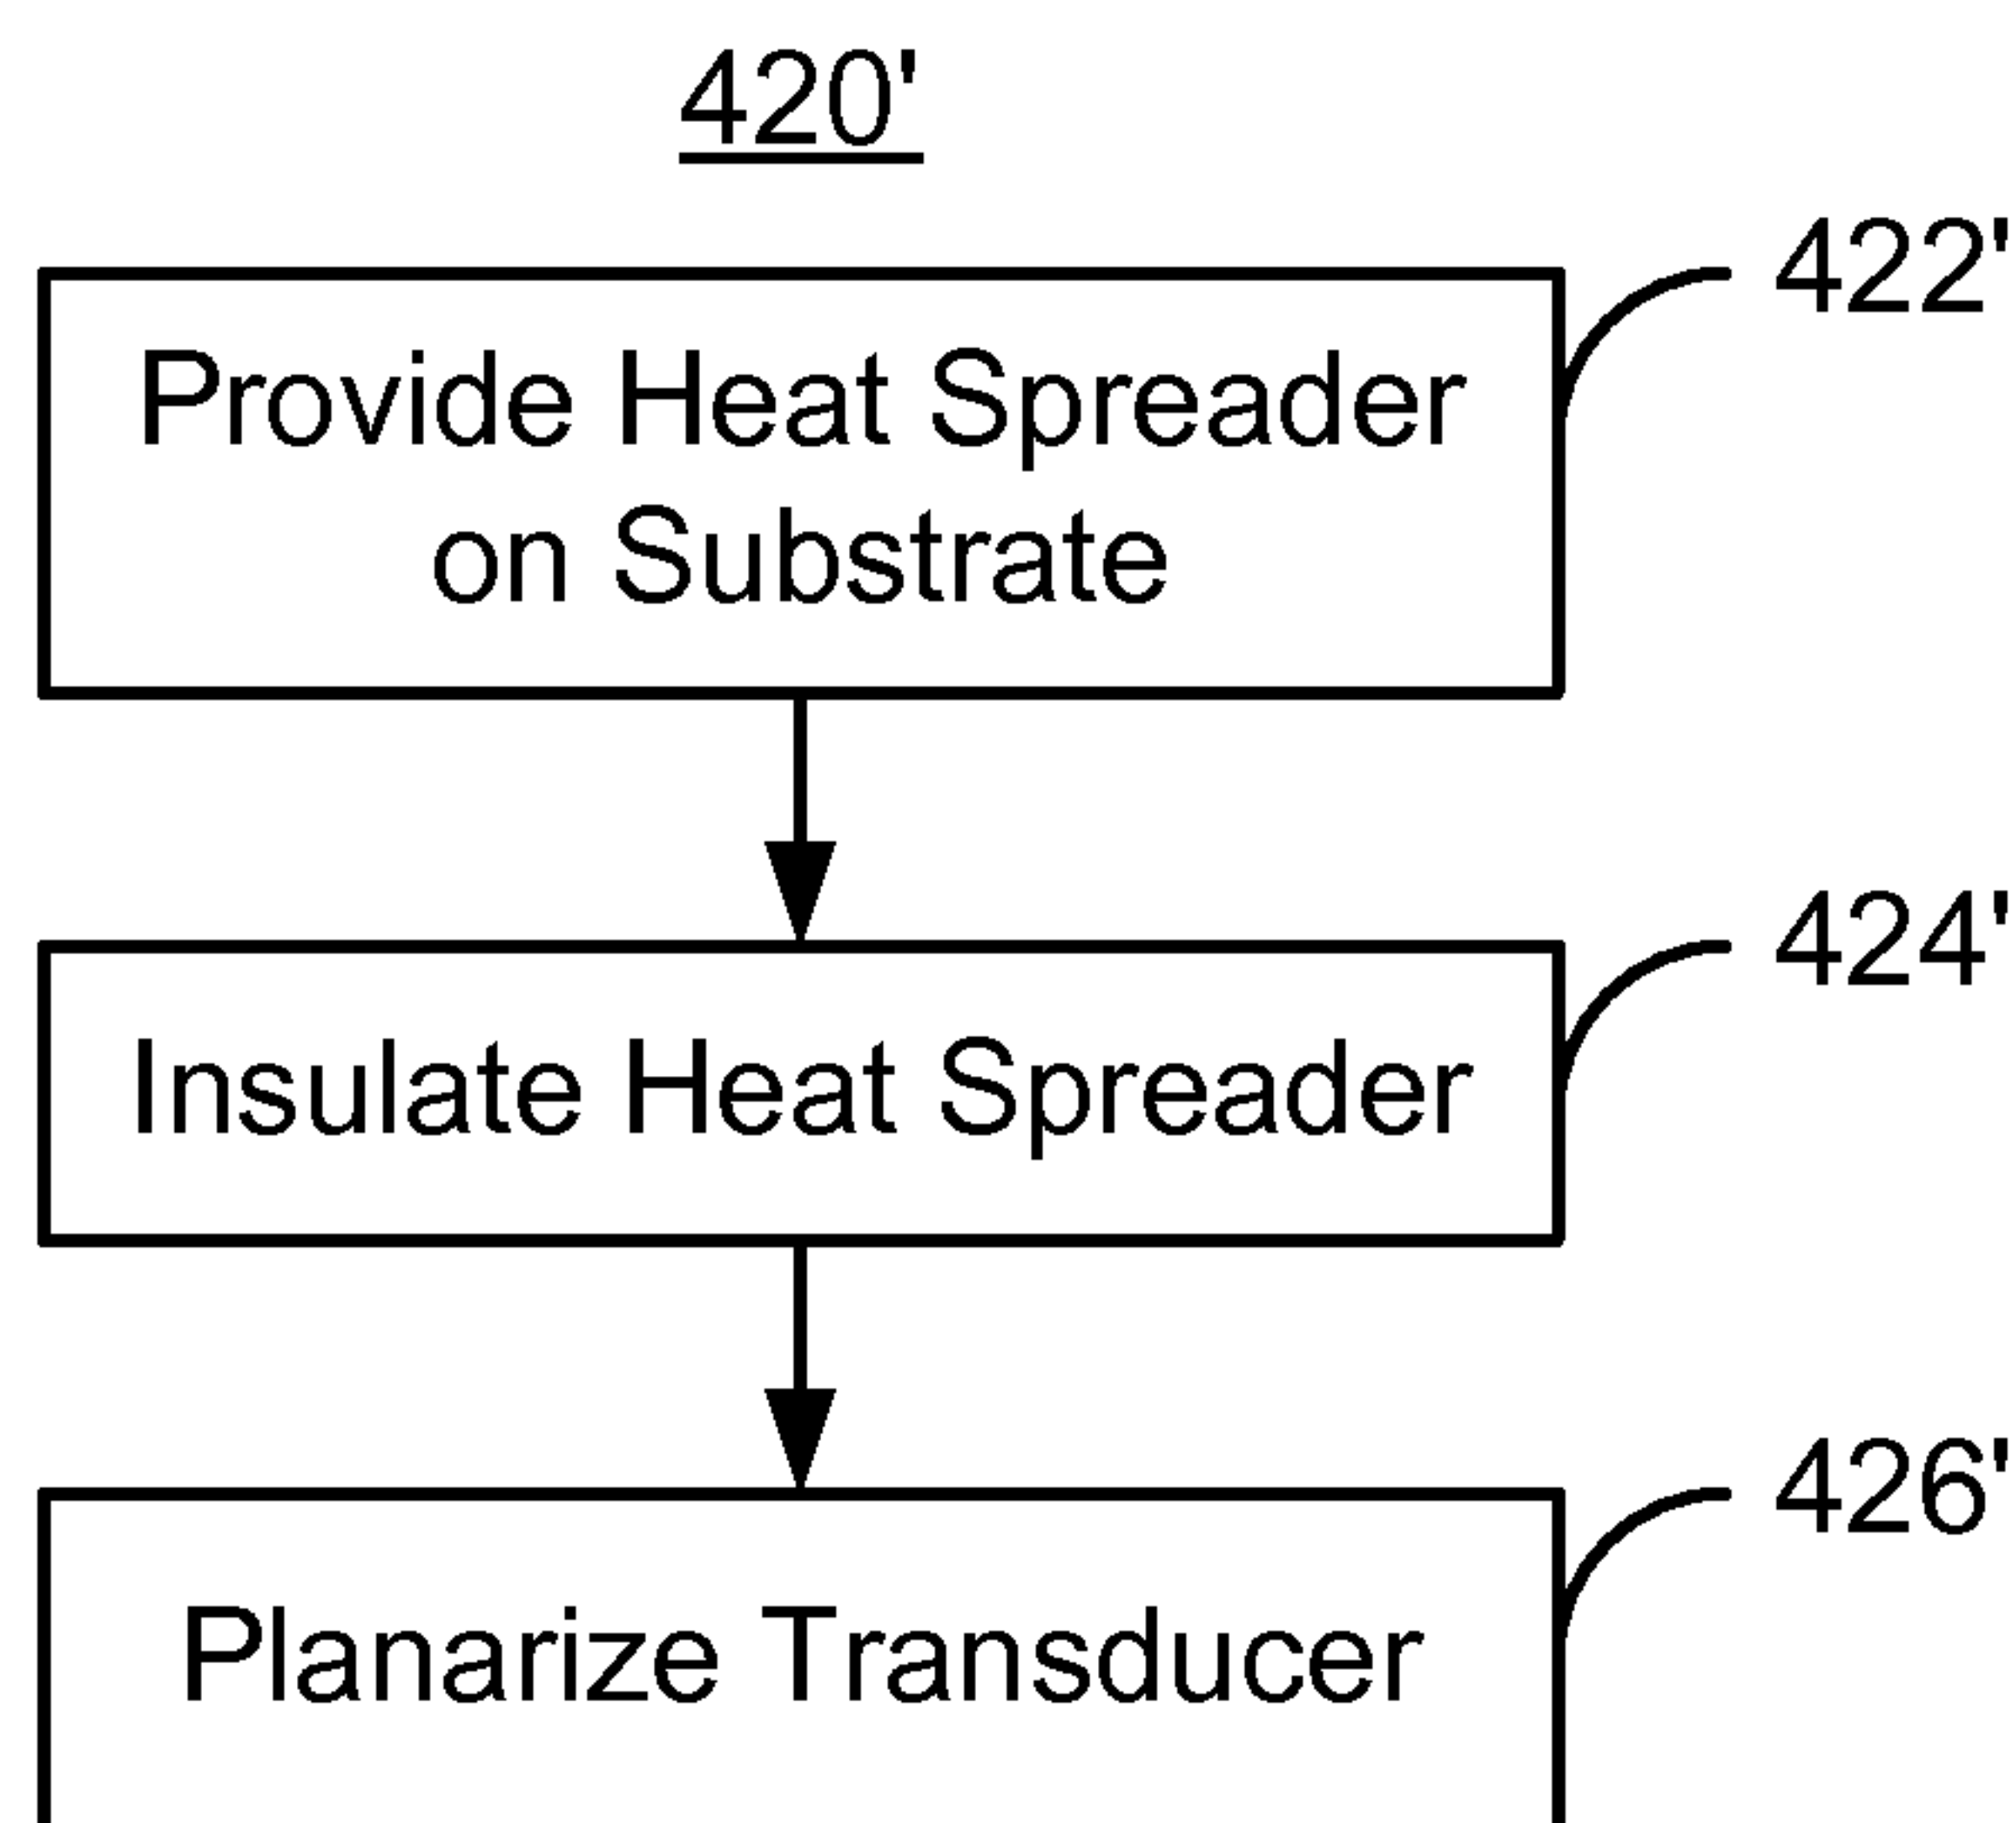 420'
422'
Provide Heat Spreader
on Substrate
424'
Insulate Heat Spreader
426'
Planarize Transducer